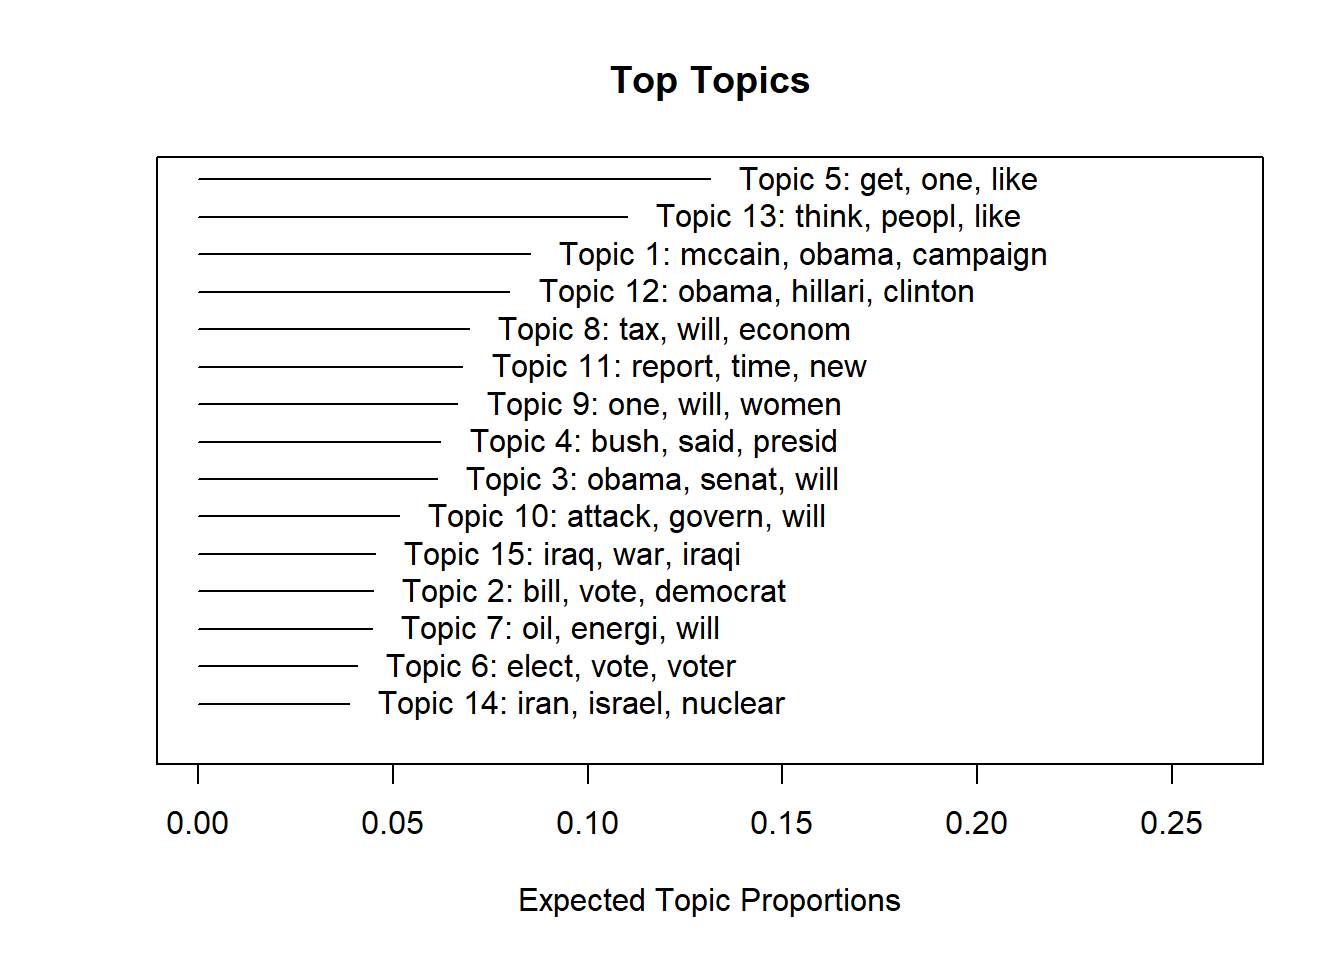 Top Topics
Topic 5: get, one, like
Topic 13: think, peopl, like
Topic 1: mccain, obama, campaign
Topic 12: obama, hillari, clinton
Topic 8: tax, will, econom
Topic 11: report, time, new
Topic 9: one, will, women
Topic 4: bush, said, presid
Topic 3: obama, senat, will
Topic 10: attack, govern, will
Topic 15: iraq, war, iraqi
Topic 2: bill, vote, democrat
Topic 7: oil, energi, will
Topic 6: elect, vote, voter
Topic 14: iran, israel, nuclear
0.00 0.05 0.10 0.15 0.20 0.25
Expected Topic Proportions